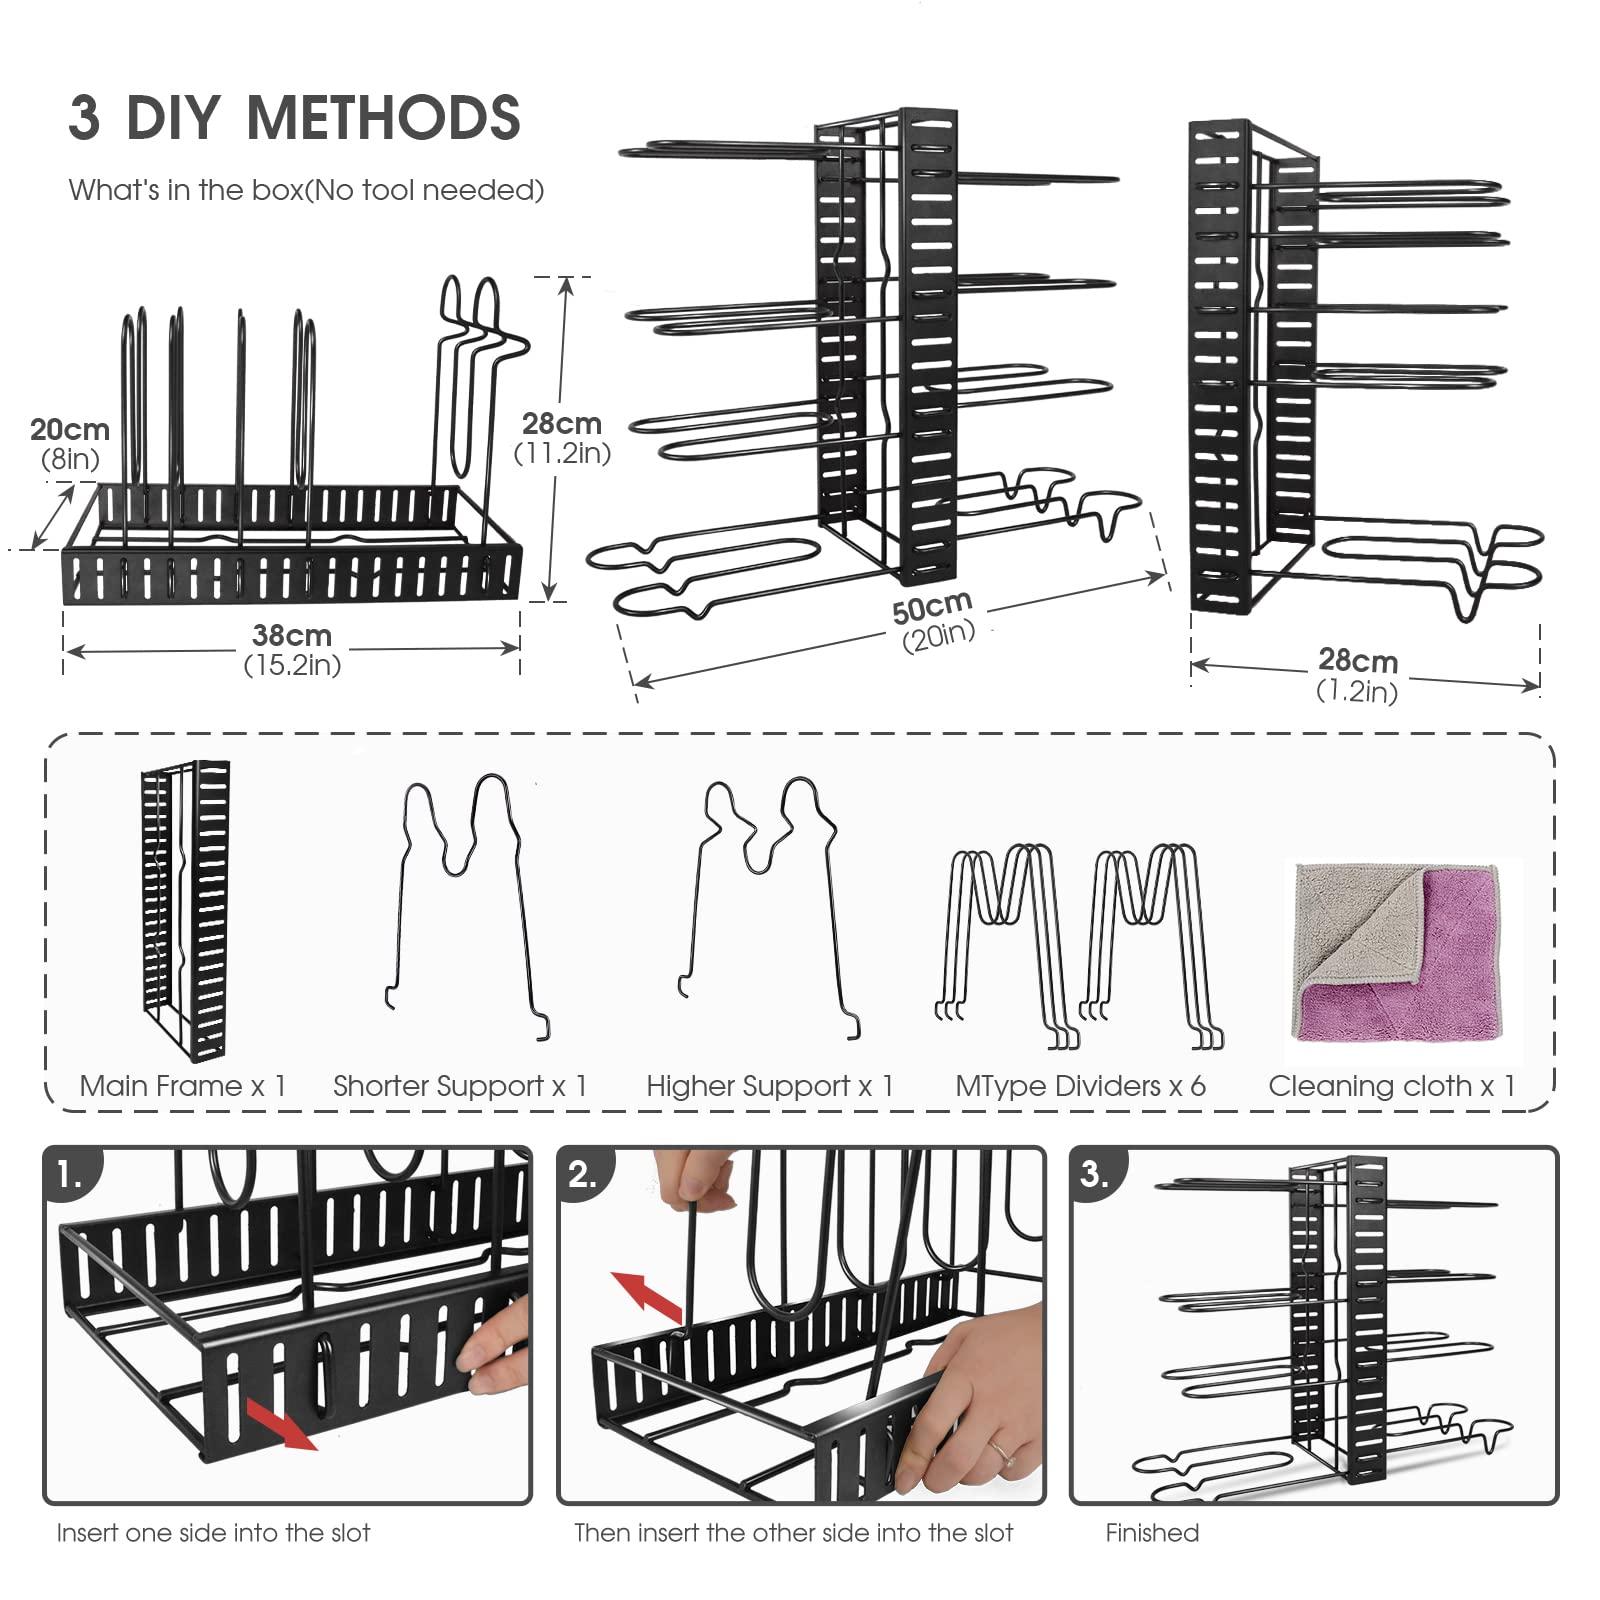 3 DIY METHODS
What's in the box(No tool needed)
20cm
(8in)
28cm
(11.2in)
38cm
(15.2in)
50cm
(20in)
28cm
(1.2in)
Main Frame x 1
Shorter Support x 1
Higher Support x 1
MType Dividers x 6
Cleaning cloth x 1
1.
Insert one side into the slot
2.
Then insert the other side into the slot
3.
Finished